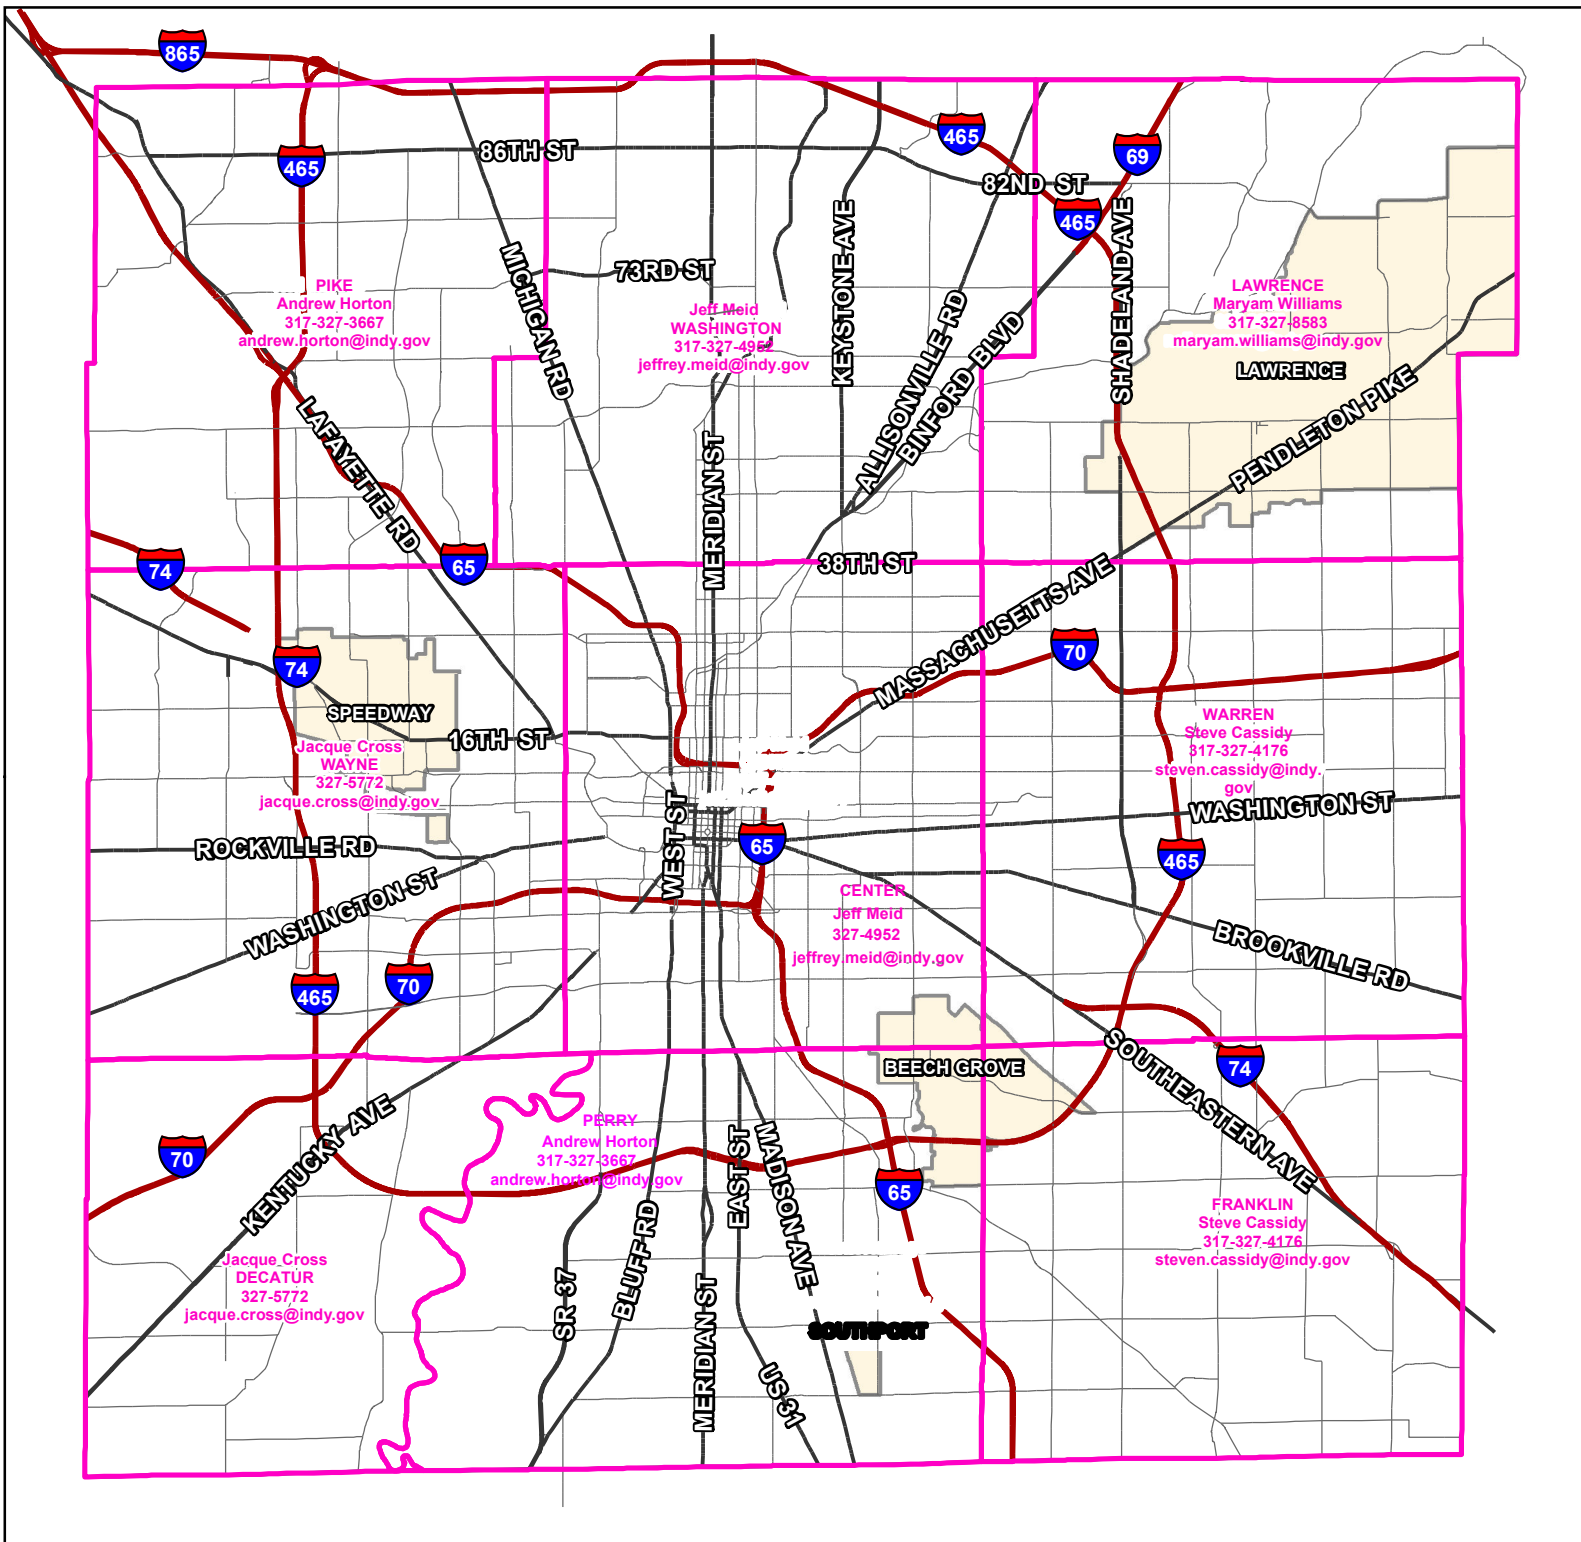 865
465
86TH ST
465
69
82ND ST
465
MICHIGAN RD
73RD ST
KEYSTONE AVE
SHADELAND AVE
PIKE
Andrew Horton
317-327-3667
andrew.horton@indy.gov
Jeff Meid
WASHINGTON
317-327-4952
jeffrey.meid@indy.gov
LAWRENCE
Maryam Williams
317-327-8583
maryam.williams@indy.gov
LAWRENCE
ALLISONVILLE RD
BINFORD BLVD
PENDLETON PIKE
LAFAYETTE RD
MERIDIAN ST
74
65
38TH ST
MASSACHUSETTS AVE
70
74
SPEEDWAY
16TH ST
Jacque Cross
WAYNE
327-5772
jacque.cross@indy.gov
WARREN
Steve Cassidy
317-327-4176
steven.cassidy@indy.
gov
WASHINGTON ST
ROCKVILLE RD
WEST ST
65
465
WASHINGTON ST
CENTER
Jeff Meid
327-4952
jeffrey.meid@indy.gov
BROOKVILLE RD
465
70
BEECH GROVE
SOUTHEASTERN AVE
74
KENTUCKY AVE
70
PERRY
Andrew Horton
317-327-3667
andrew.horton@indy.gov
EAST ST
MADISON AVE
65
FRANKLIN
Steve Cassidy
317-327-4176
steven.cassidy@indy.gov
Jacque Cross
DECATUR
327-5772
jacque.cross@indy.gov
SR 37
BLUFF RD
MERIDIAN ST
SOUTHPORT
US 31